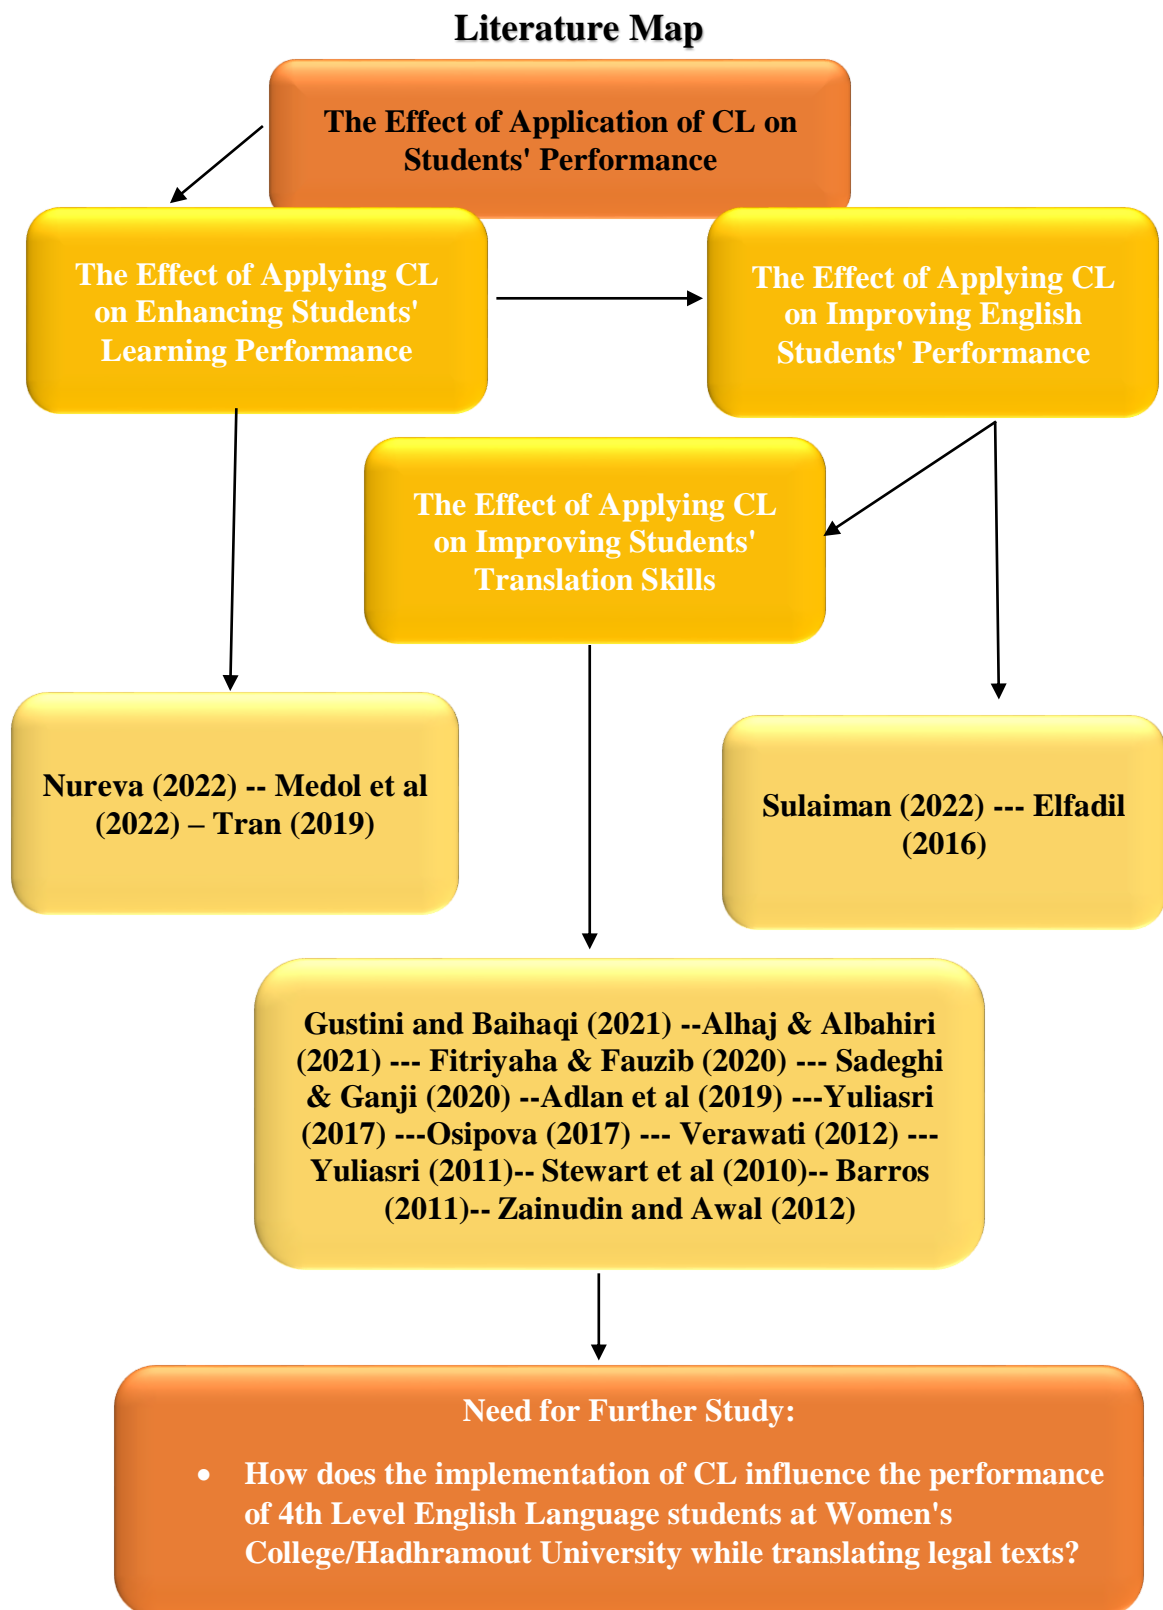 Literature Map
The Effect of Application of CL on
Students' Performance
The Effect of Applying CL
on Enhancing Students'
Learning Performance
The Effect of Applying CL
on Improving English
Students' Performance
The Effect of Applying CL
on Improving Students'
Translation Skills
Nureva (2022) -- Medol et al
(2022) – Tran (2019)
Sulaiman (2022) --- Elfadil
(2016)
Gustini and Baihaqi (2021) --Alhaj & Albahiri
(2021) --- Fitriyaha & Fauzib (2020) --- Sadeghi
& Ganji (2020) --Adlan et al (2019) ---Yuliasri
(2017) ---Osipova (2017) --- Verawati (2012) ---
Yuliasri (2011)-- Stewart et al (2010)-- Barros
(2011)-- Zainudin and Awal (2012)
Need for Further Study:
• How does the implementation of CL influence the performance
of 4th Level English Language students at Women's
College/Hadhramout University while translating legal texts?